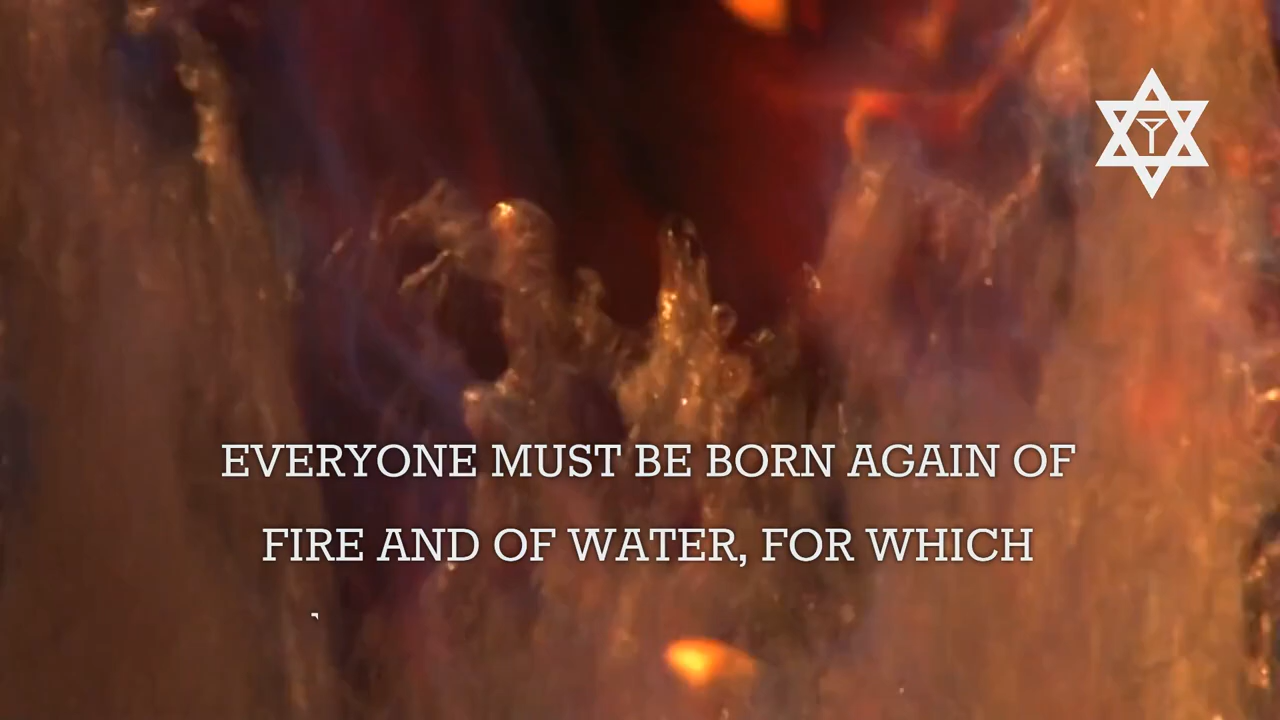 EVERYONE MUST BE BORN AGAIN OF
FIRE AND OF WATER, FOR WHICH